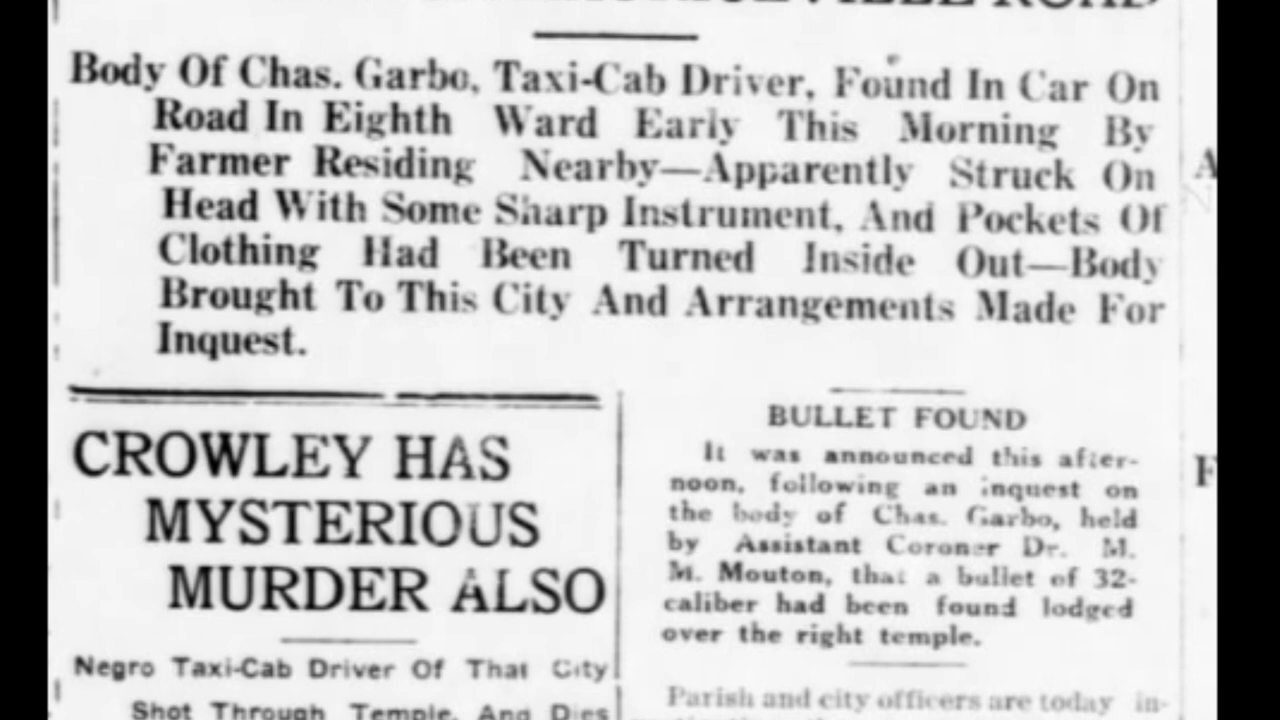 ROAD
Body Of Chas. Garbo, Taxi-Cab Driver, Found In Car On
Road In Eighth Ward Early This Morning By
Farmer Residing Nearby—Apparently Struck On
Head With Some Sharp Instrument, And Pockets Of
Clothing Had Been Turned Inside Out—Body
Brought To This City And Arrangements Made For
Inquest.
CROWLEY HAS
MYSTERIOUS
MURDER ALSO
Negro Taxi-Cab Driver Of That City
Shot Through Temple, And Dies
BULLET FOUND
It was announced this after-
noon, following an inquest on
the body of Chas. Garbo, held
by Assistant Coroner Dr. M.
M. Mouton, that a bullet of 32-
caliber had been found lodged
over the right temple.
Parish and city officers are today in-